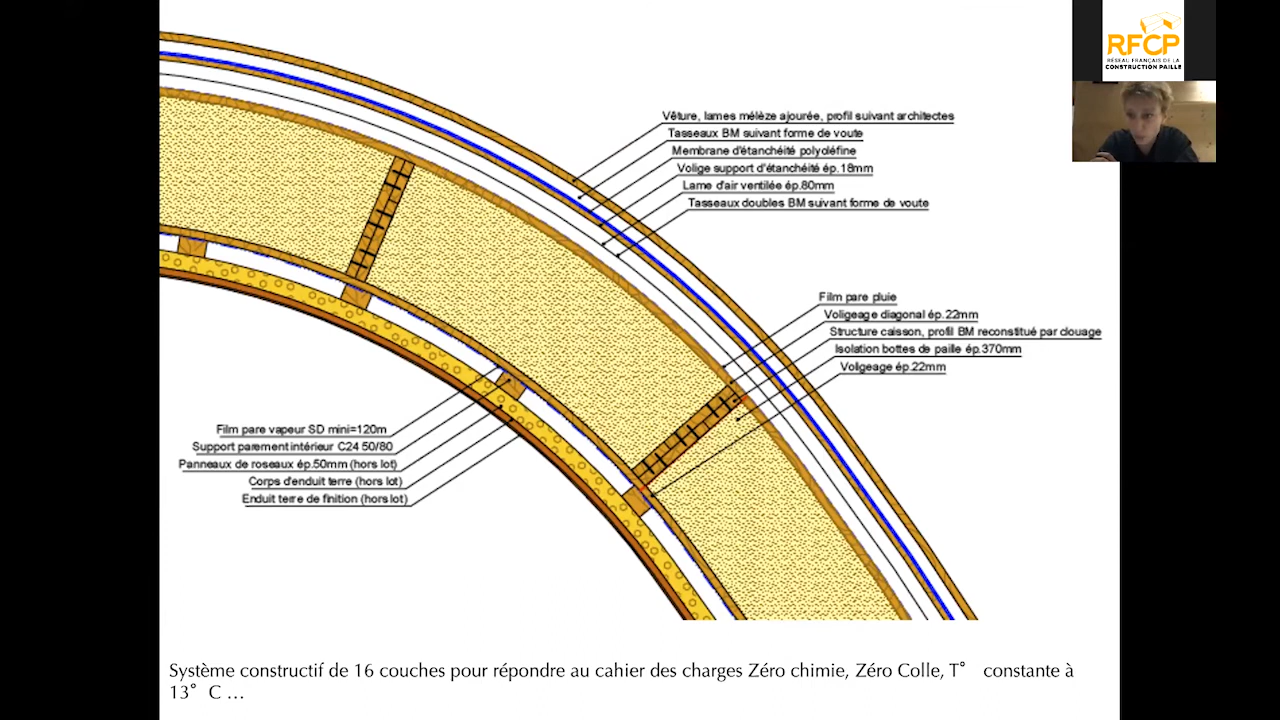 RFCP
RÉSEAU FRANÇAIS DE LA
CONSTRUCTION PAILLE
Vêture, lames mélèze ajourée, profil suivant architectes
Tasseaux BM suivant forme de voute
Membrane d'étanchéité polyoléfine
Volige support d'étanchéité ép.18mm
Lame d'air ventilée ép.80mm
Tasseaux doubles BM suivant forme de voute
Film pare pluie
Voligeage diagonal ép.22mm
Structure caisson, profil BM reconstitué par clouage
Isolation bottes de paille ép.370mm
Voligeage ép.22mm
Film pare vapeur SD mini=120m
Support parement intérieur C24 50/80
Panneaux de roseaux ép.50mm (hors lot)
Corps d'enduit terre (hors lot)
Enduit terre de finition (hors lot)
Système constructif de 16 couches pour répondre au cahier des charges Zéro chimie, Zéro Colle, T° constante à
13° C ...